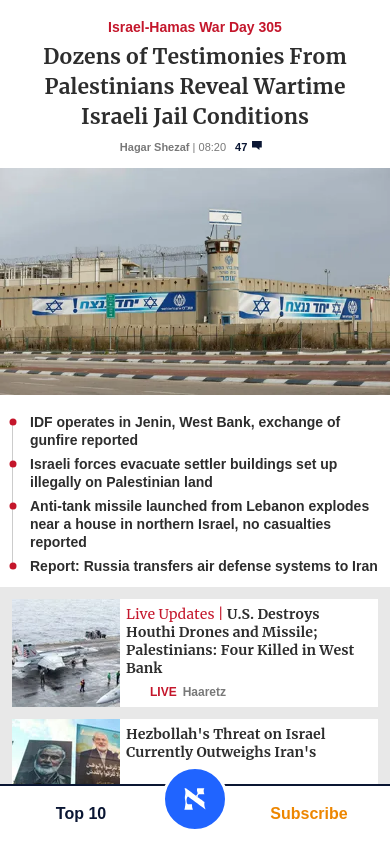 Israel-Hamas War Day 305
Dozens of Testimonies From
Palestinians Reveal Wartime
Israeli Jail Conditions
Hagar Shezaf | 08:20 47
יחד ננצח!
יחד ננצח!
IDF operates in Jenin, West Bank, exchange of
gunfire reported
Israeli forces evacuate settler buildings set up
illegally on Palestinian land
Anti-tank missile launched from Lebanon explodes
near a house in northern Israel, no casualties
reported
Report: Russia transfers air defense systems to Iran
Live Updates | U.S. Destroys
Houthi Drones and Missile;
Palestinians: Four Killed in West
Bank
LIVE Haaretz
Hezbollah's Threat on Israel
Currently Outweighs Iran's
Top 10
א
Subscribe